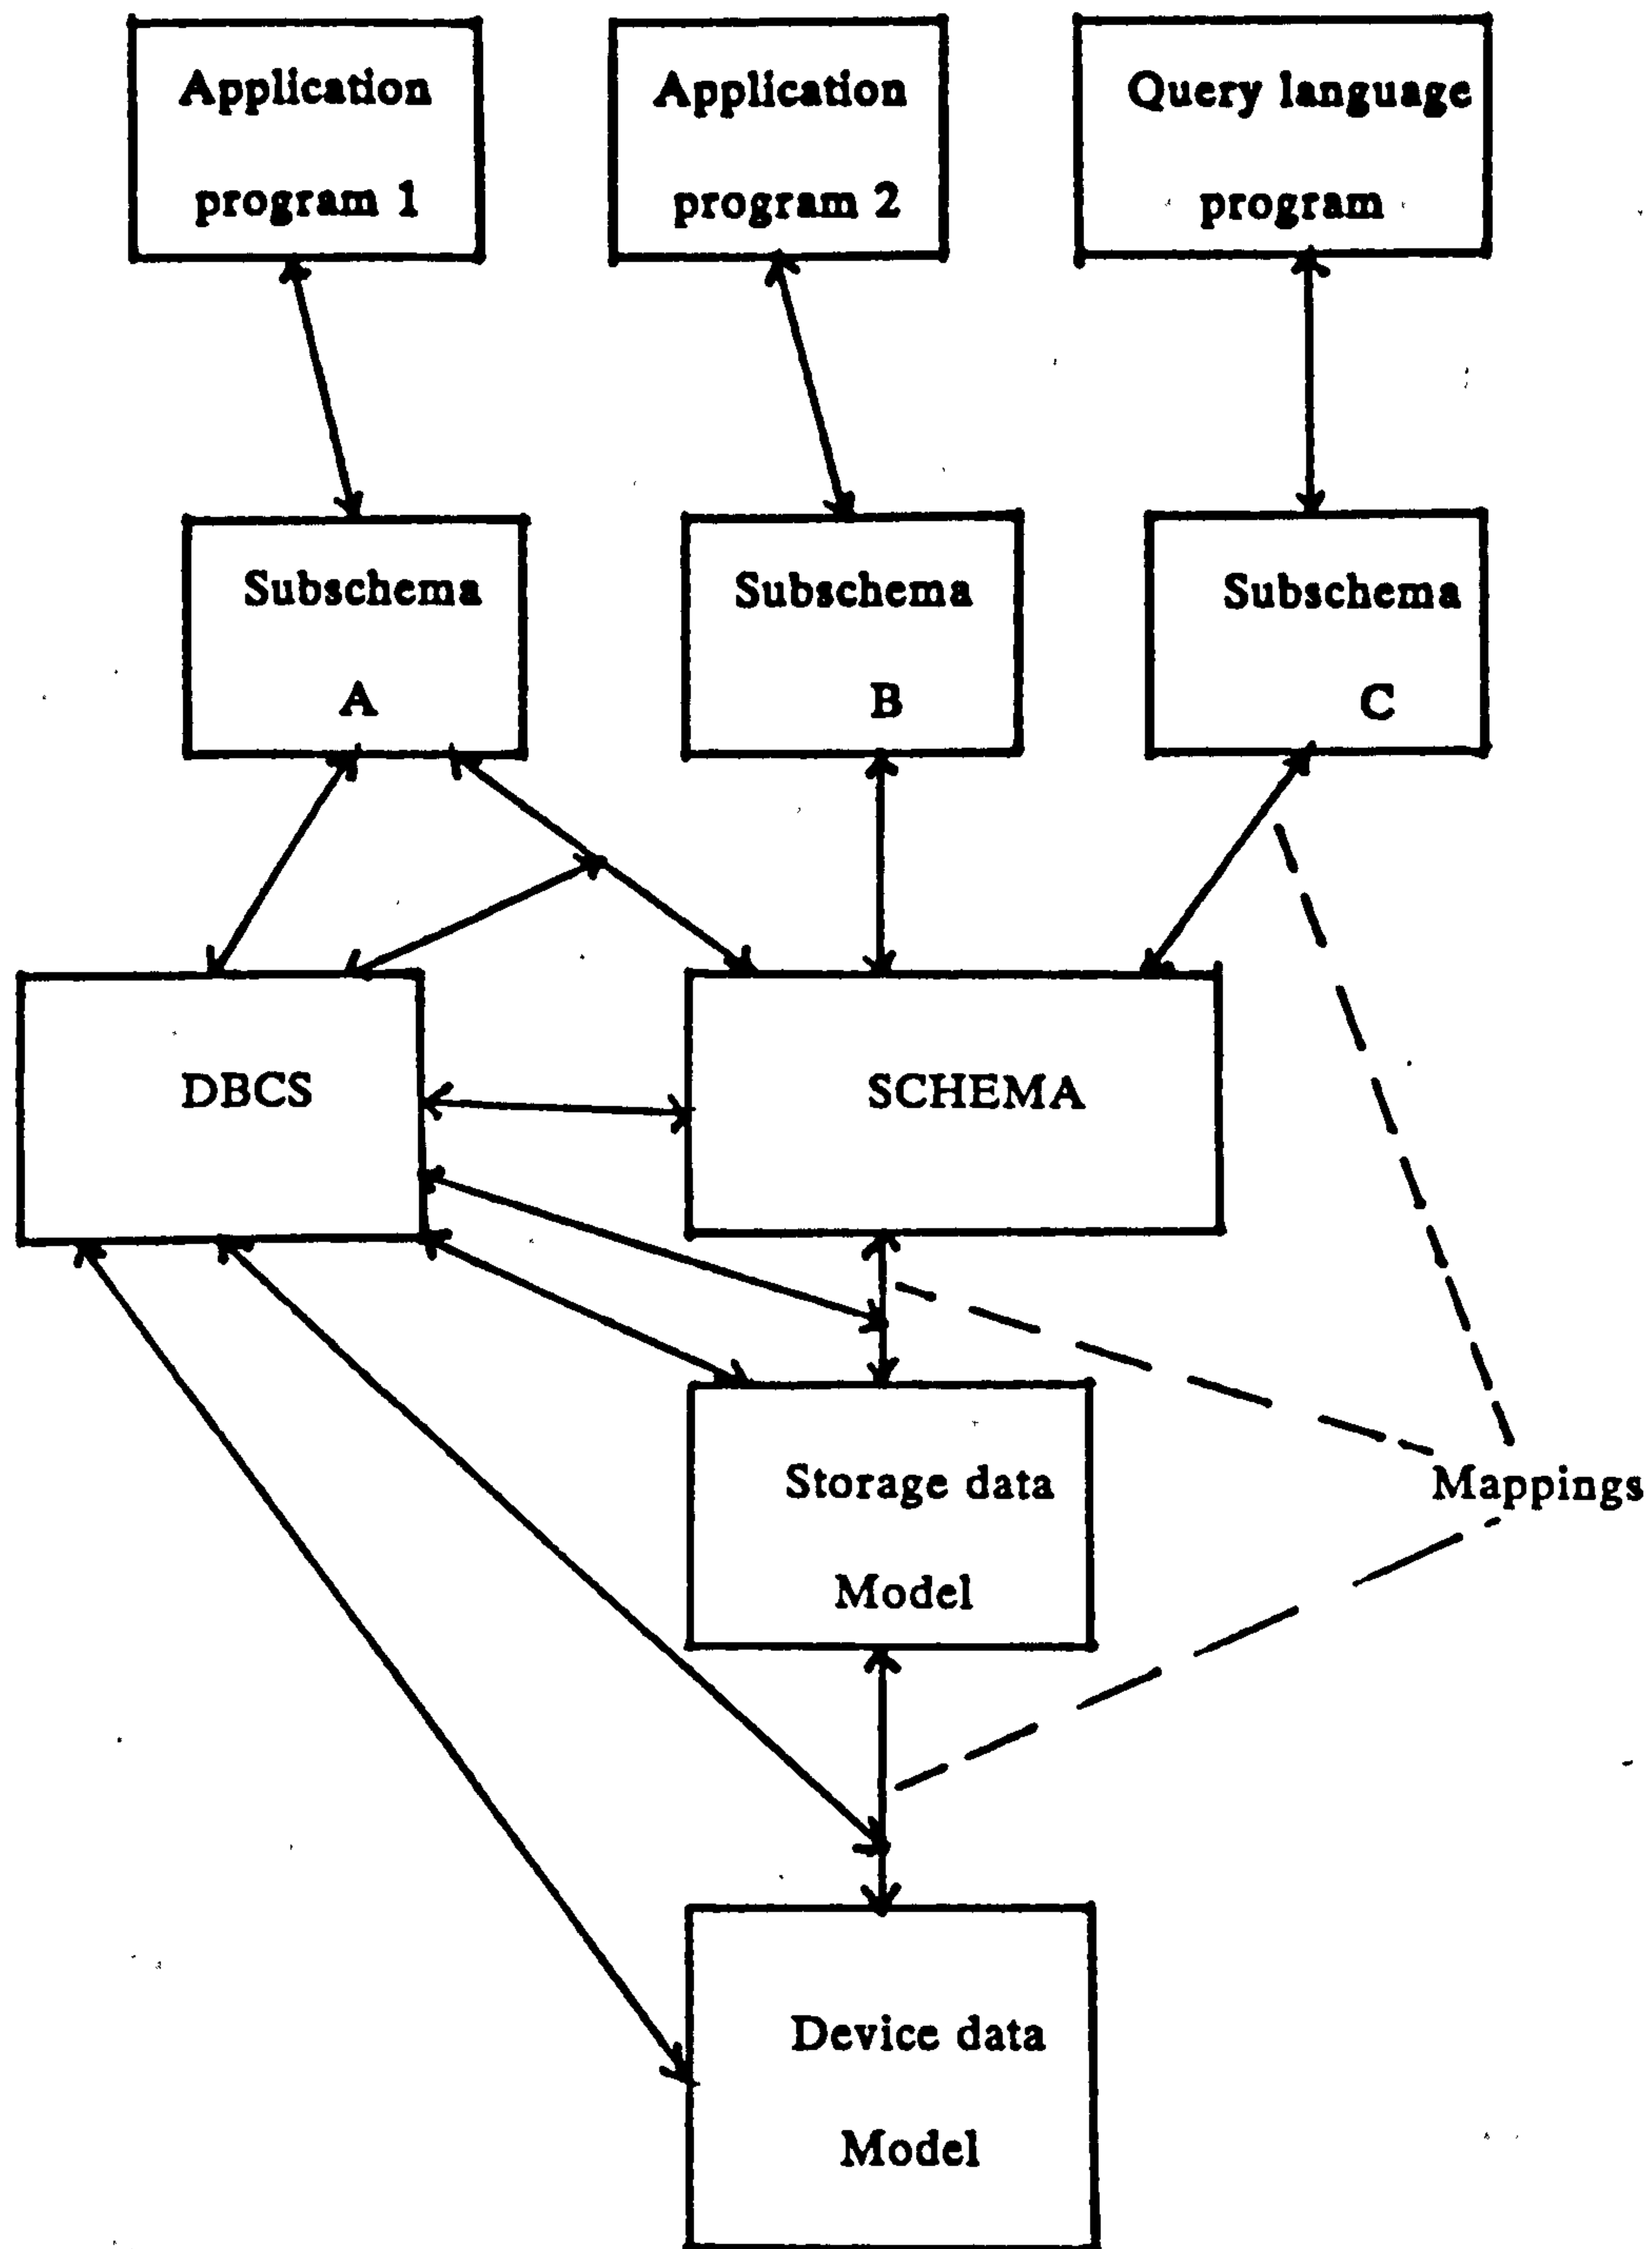 Application
program 1
Application
program 2
Query language
program
Subschema
A
Subschema
B
Subschema
C
DBCS
SCHEMA
Storage data
Model
Mappings
Device data
Model